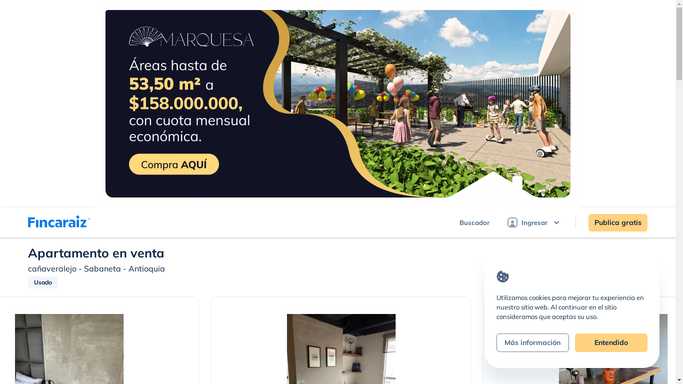 MARQUESA
Áreas hasta de
53,50 m² a
$158.000.000,
con cuota mensual
económica.
Compra AQUÍ
Fincaraíz
Buscador
Ingresar
Publica gratis
Apartamento en venta
cañaveralejo - Sabaneta - Antioquia
Usado
Utilizamos cookies para mejorar tu experiencia en
nuestro sitio web. Al continuar en el sitio
consideramos que aceptas su uso.
Más información
Entendido